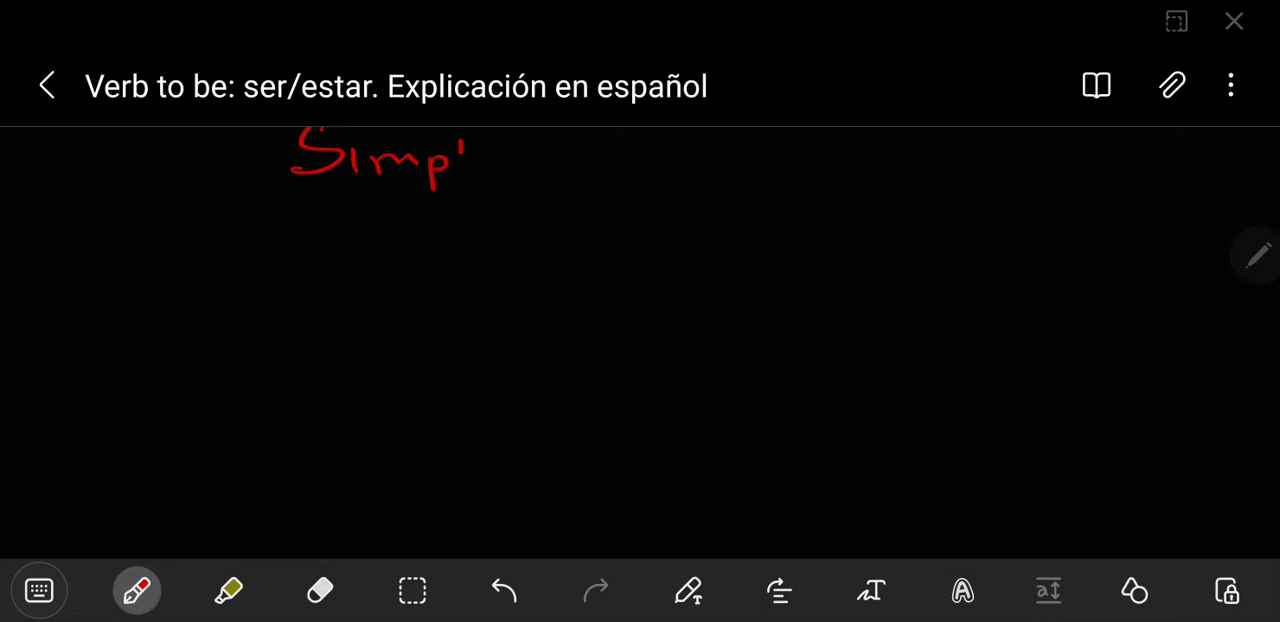 Verb to be: ser/estar. Explicación en español
Simp